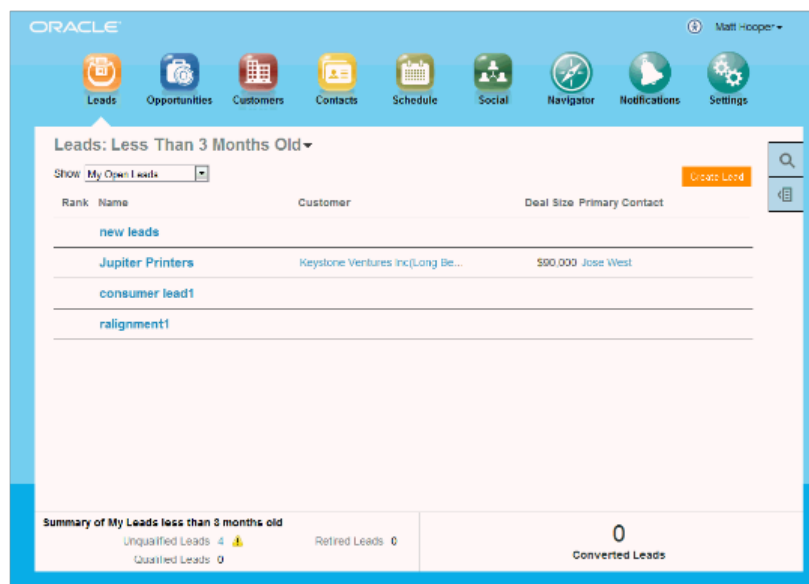 ORACLE
Matt Hooper
Leads Opportunities Customers Contacts Schedule Social Navigator Notifications Settings
Leads: Less Than 3 Months Old
Show My Open Leads
Create Lead
Rank Name Customer Deal Size Primary Contact
new leads
Jupiter Printers Keystone Ventures Inc(Long Be... $90,000 Jose West
consumer lead1
ralignment1
Summary of My Leads less than 3 months old
Unqualified Leads 4 Retired Leads 0
Qualified Leads 0
0
Converted Leads